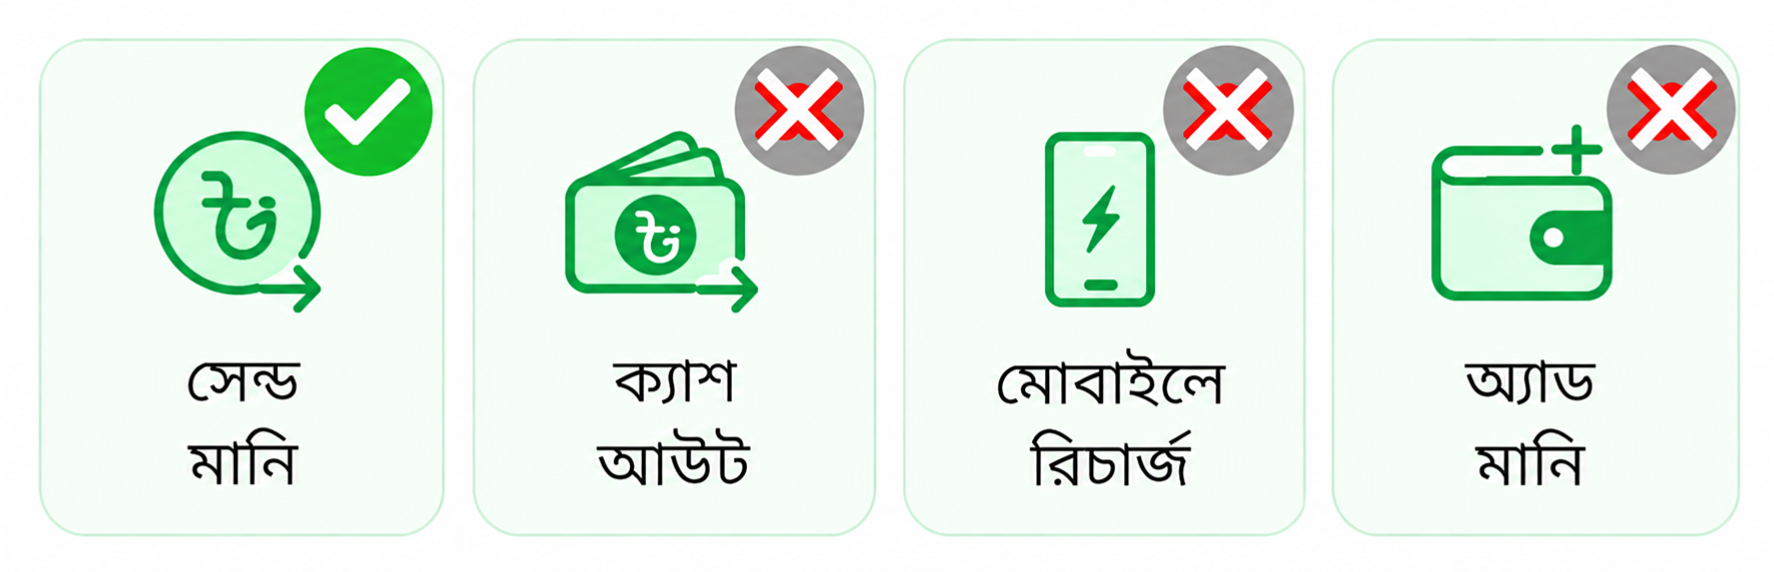 সেন্ড
মানি
ক্যাশ
আউট
মোবাইলে
রিচার্জ
অ্যাড
মানি
৳
৳